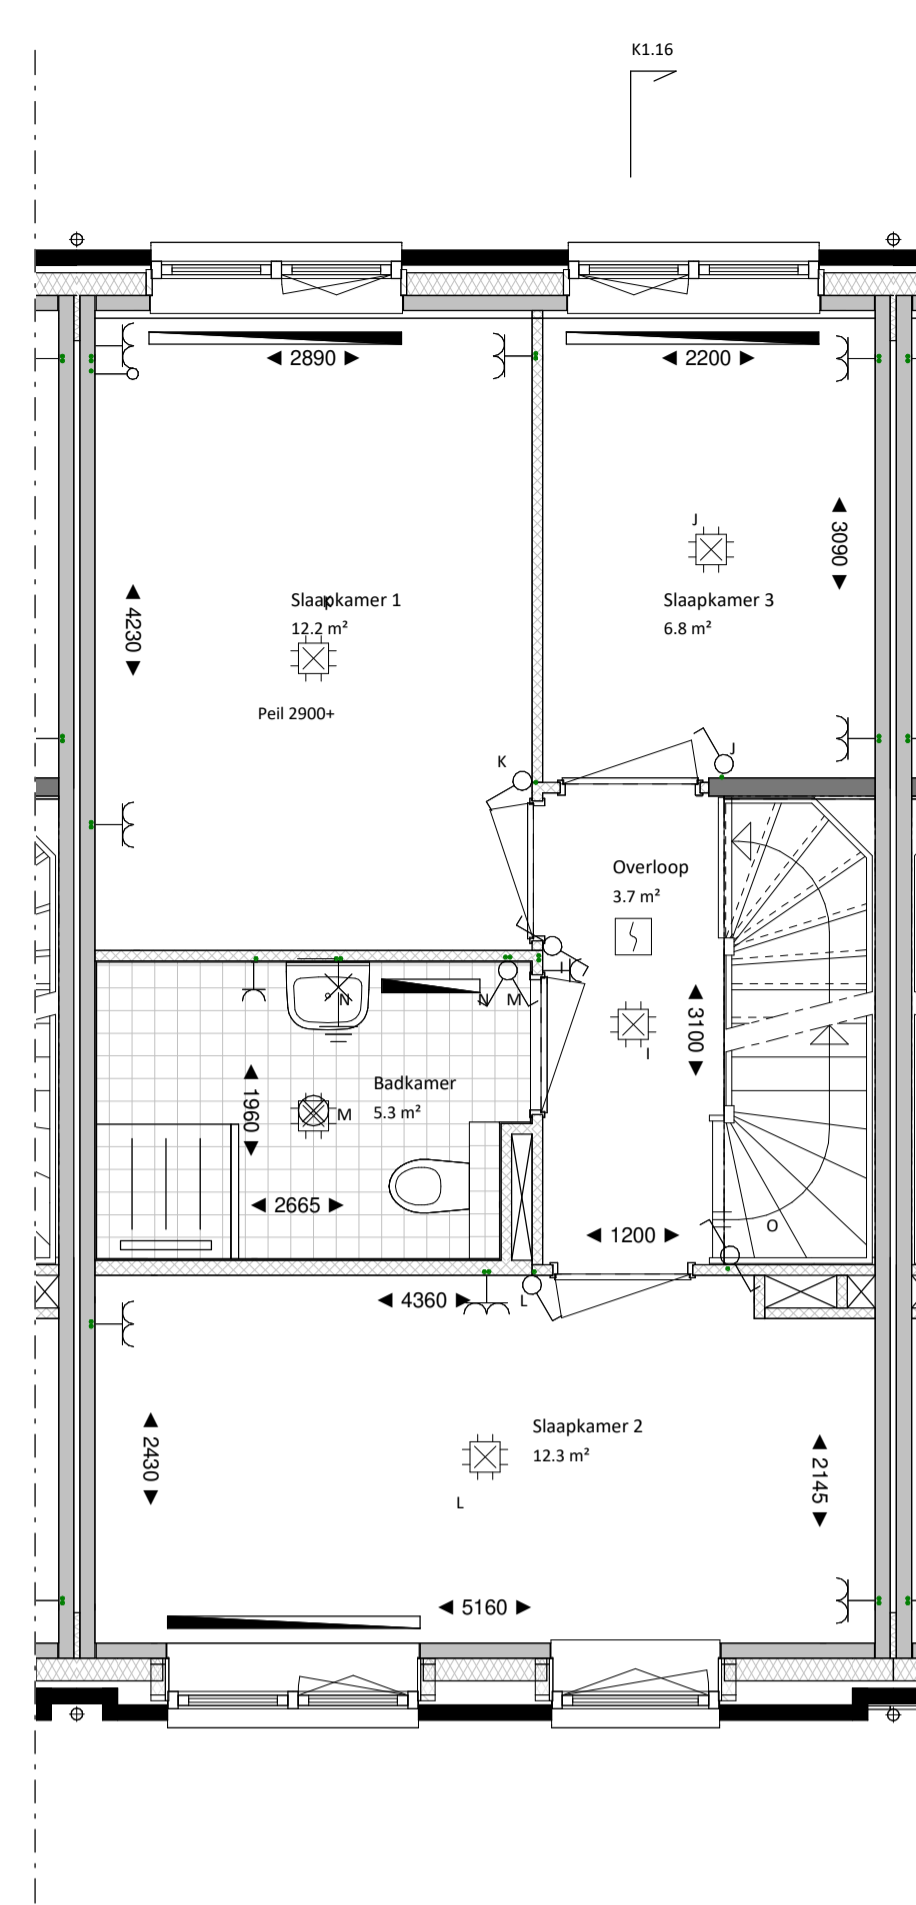 K1.16
2890
2200
J
3090
Slaapkamer 1
K
12.2 m²
Slaapkamer 3
6.8 m²
4230
Peil 2900+
K
J
Overloop
3.7 m²
I
N
N
M
3100
I
Badkamer
5.3 m²
M
1960
2665
1200
O
4360
L
Slaapkamer 2
12.3 m²
2430
2145
L
5160